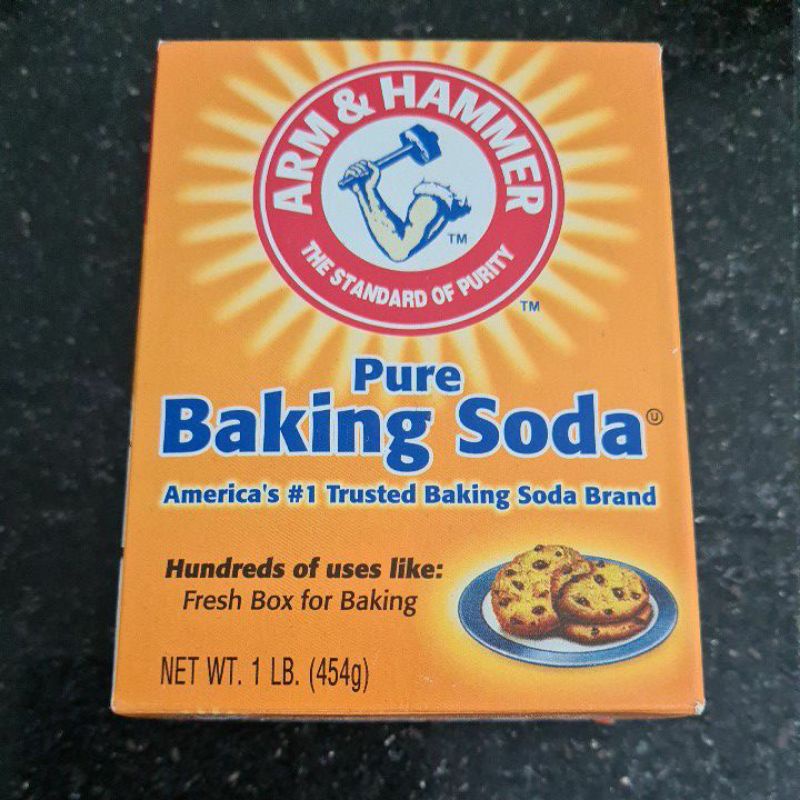 ARM & HAMMER
TM
THE STANDARD OF PURITY
TM
Pure
Baking Soda Ⓤ
America's #1 Trusted Baking Soda Brand
Hundreds of uses like:
Fresh Box for Baking
NET WT. 1 LB. (454g)